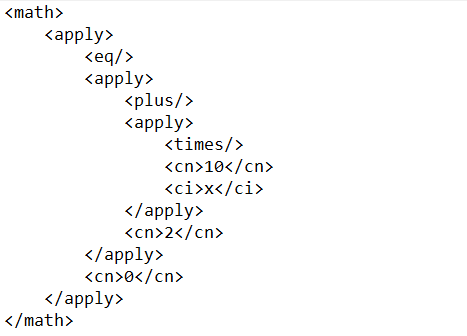 <math>
<apply>
<eq/>
<apply>
<plus/>
<apply>
<times/>
<cn>10</cn>
<ci>x</ci>
</apply>
<cn>2</cn>
</apply>
<cn>0</cn>
</apply>
</math>